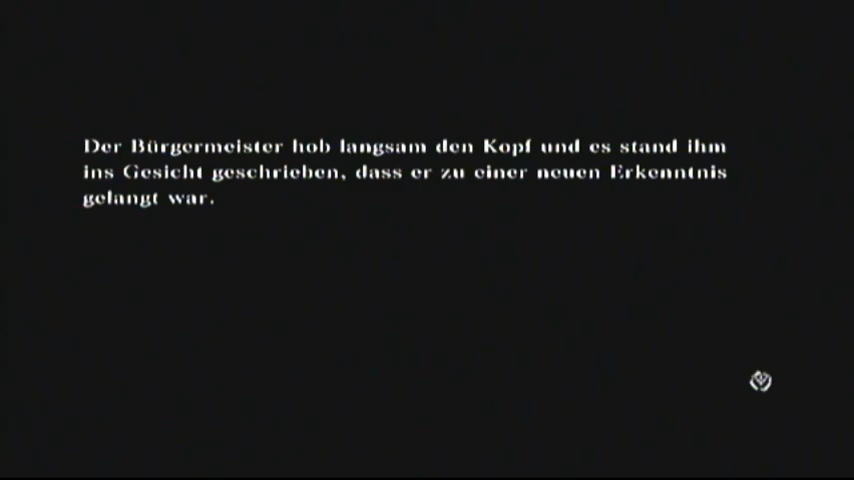 Der Bürgermeister hob langsam den Kopf und es stand ihm
ins Gesicht geschrieben, dass er zu einer neuen Erkenntnis
gelangt war.